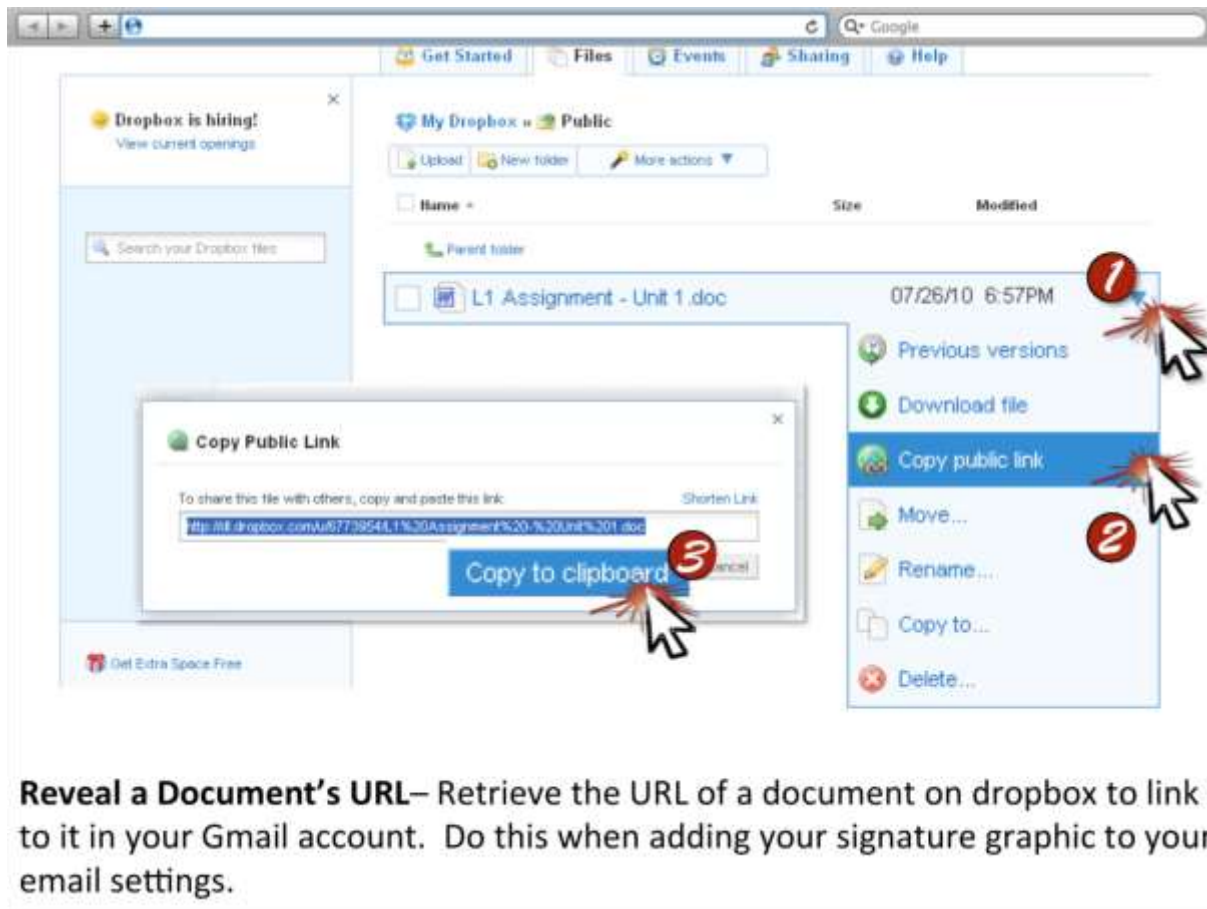 Google
Get Started Files Events Sharing Help
Dropbox is hiring!
View current openings
My Dropbox » Public
Upload New folder More actions
Name Size Modified
Search your Dropbox files
Parent folder
L1 Assignment - Unit 1.doc 07/26/10 6:57PM
1
Previous versions
Download file
Copy public link
2
Move...
Rename...
Copy to...
Delete...
Copy Public Link
To share this file with others, copy and paste this link: Shorten Link
Copy to clipboard
3
Get Extra Space Free
Reveal a Document's URL– Retrieve the URL of a document on dropbox to link
to it in your Gmail account. Do this when adding your signature graphic to your
email settings.